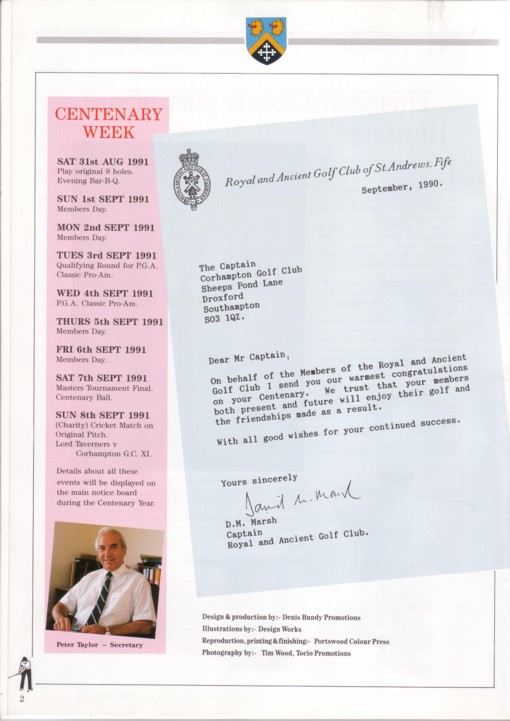 CENTENARY
WEEK
SAT 31st AUG 1991
Play original 9 holes.
Evening Bar-B-Q.
SUN 1st SEPT 1991
Members Day.
MON 2nd SEPT 1991
Members Day.
TUES 3rd SEPT 1991
Qualifying Round for P.G.A.
Classic Pro-Am.
WED 4th SEPT 1991
P.G.A. Classic Pro-Am.
THURS 5th SEPT 1991
Members Day.
FRI 6th SEPT 1991
Members Day.
SAT 7th SEPT 1991
Masters Tournament Final.
Centenary Ball.
SUN 8th SEPT 1991
(Charity) Cricket Match on
Original Pitch.
Lord Taverners v
Corhampton G.C. XI.
Details about all these
events will be displayed on
the main notice board
during the Centenary Year.
Peter Taylor – Secretary
Royal and Ancient Golf Club of St. Andrews, Fife
September, 1990.
The Captain
Corhampton Golf Club
Sheeps Pond Lane
Droxford
Southampton
SO3 1QZ.
Dear Mr Captain,
On behalf of the Members of the Royal and Ancient
Golf Club I send you our warmest congratulations
on your Centenary. We trust that your members
both present and future will enjoy their golf and
the friendships made as a result.
With all good wishes for your continued success.
Yours sincerely
David M. Marsh
D.M. Marsh
Captain
Royal and Ancient Golf Club.
Design & production by:- Denis Bundy Promotions
Illustrations by:- Design Works
Reproduction, printing & finishing:- Portswood Colour Press
Photography by:- Tim Wood, Tocio Promotions
2